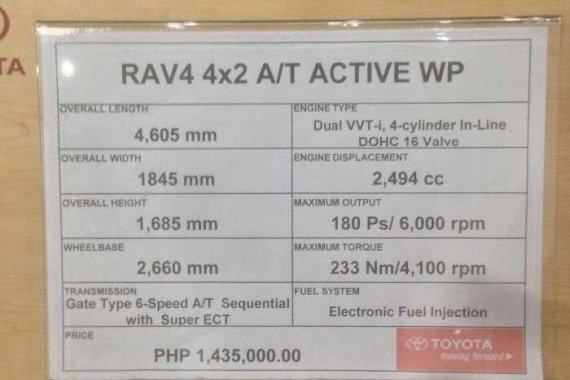 TA
RAV4 4x2 A/T ACTIVE WP
OVERALL LENGTH
4,605 mm
ENGINE TYPE
Dual VVT-i, 4-cylinder In-Line
DOHC 16 Valve
OVERALL WIDTH
1845 mm
ENGINE DISPLACEMENT
2,494 cc
OVERALL HEIGHT
1,685 mm
MAXIMUM OUTPUT
180 Ps/ 6,000 rpm
WHEELBASE
2,660 mm
MAXIMUM TORQUE
233 Nm/4,100 rpm
TRANSMISSION
Gate Type 6-Speed A/T Sequential
with Super ECT
FUEL SYSTEM
Electronic Fuel Injection
PRICE
PHP 1,435,000.00
TOYOTA
moving forward